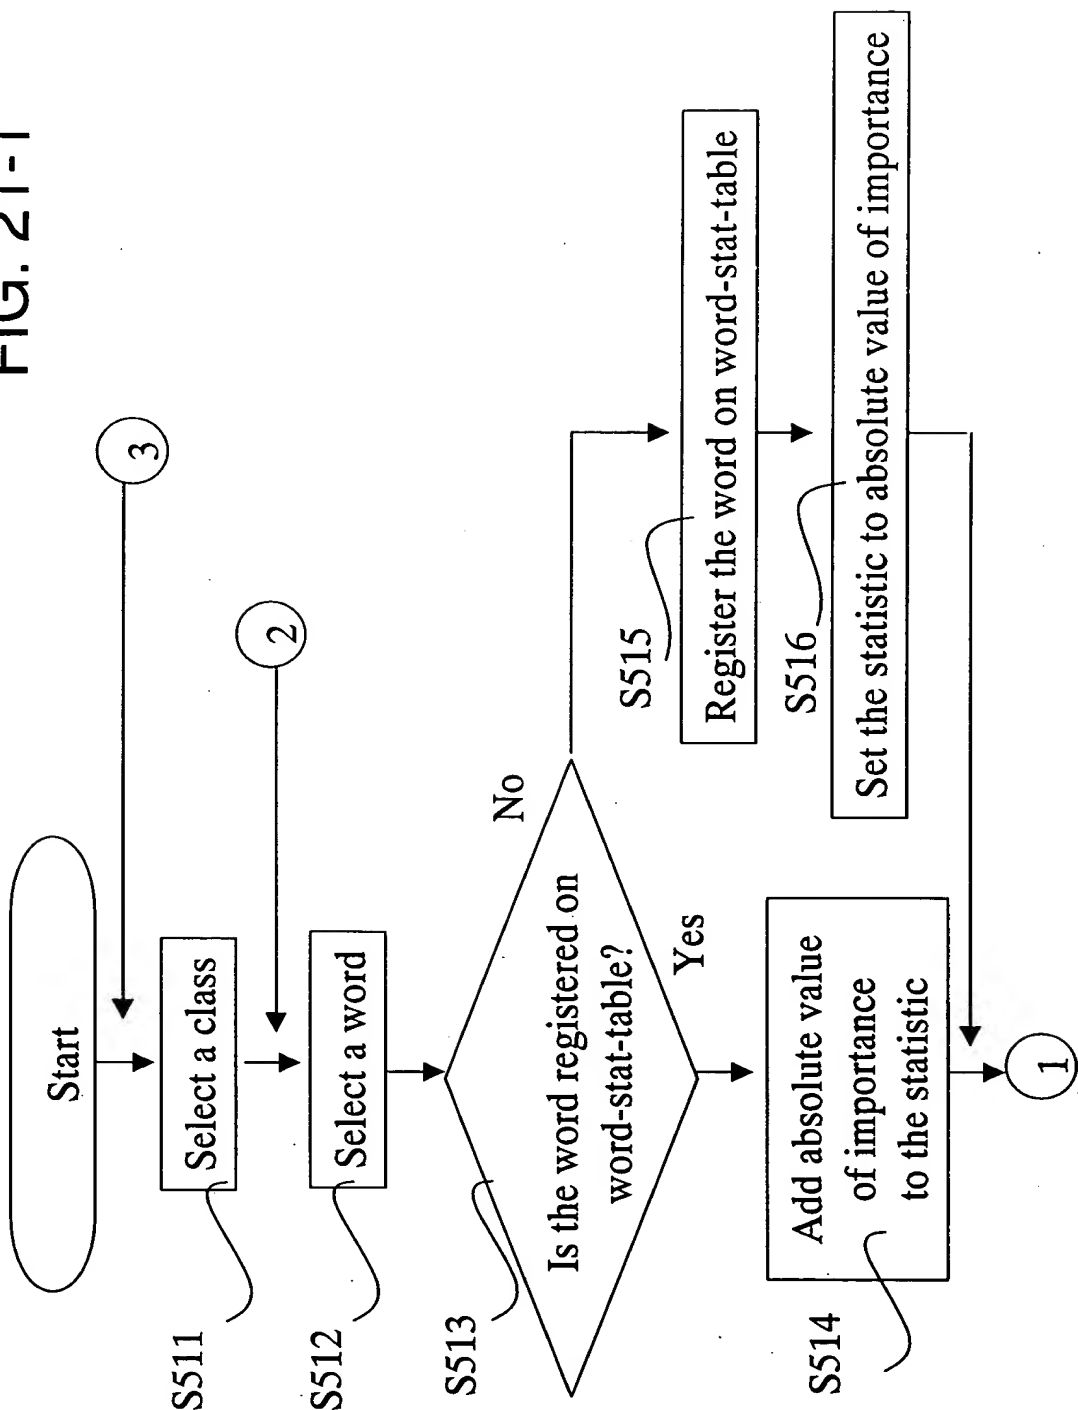 FIG. 21-1
Start
3
S511
Select a class
2
S512
Select a word
S513
Is the word registered on
word-stat-table?
No
Yes
S515
Register the word on word-stat-table
S516
Set the statistic to absolute value of importance
S514
Add absolute value
of importance
to the statistic
1